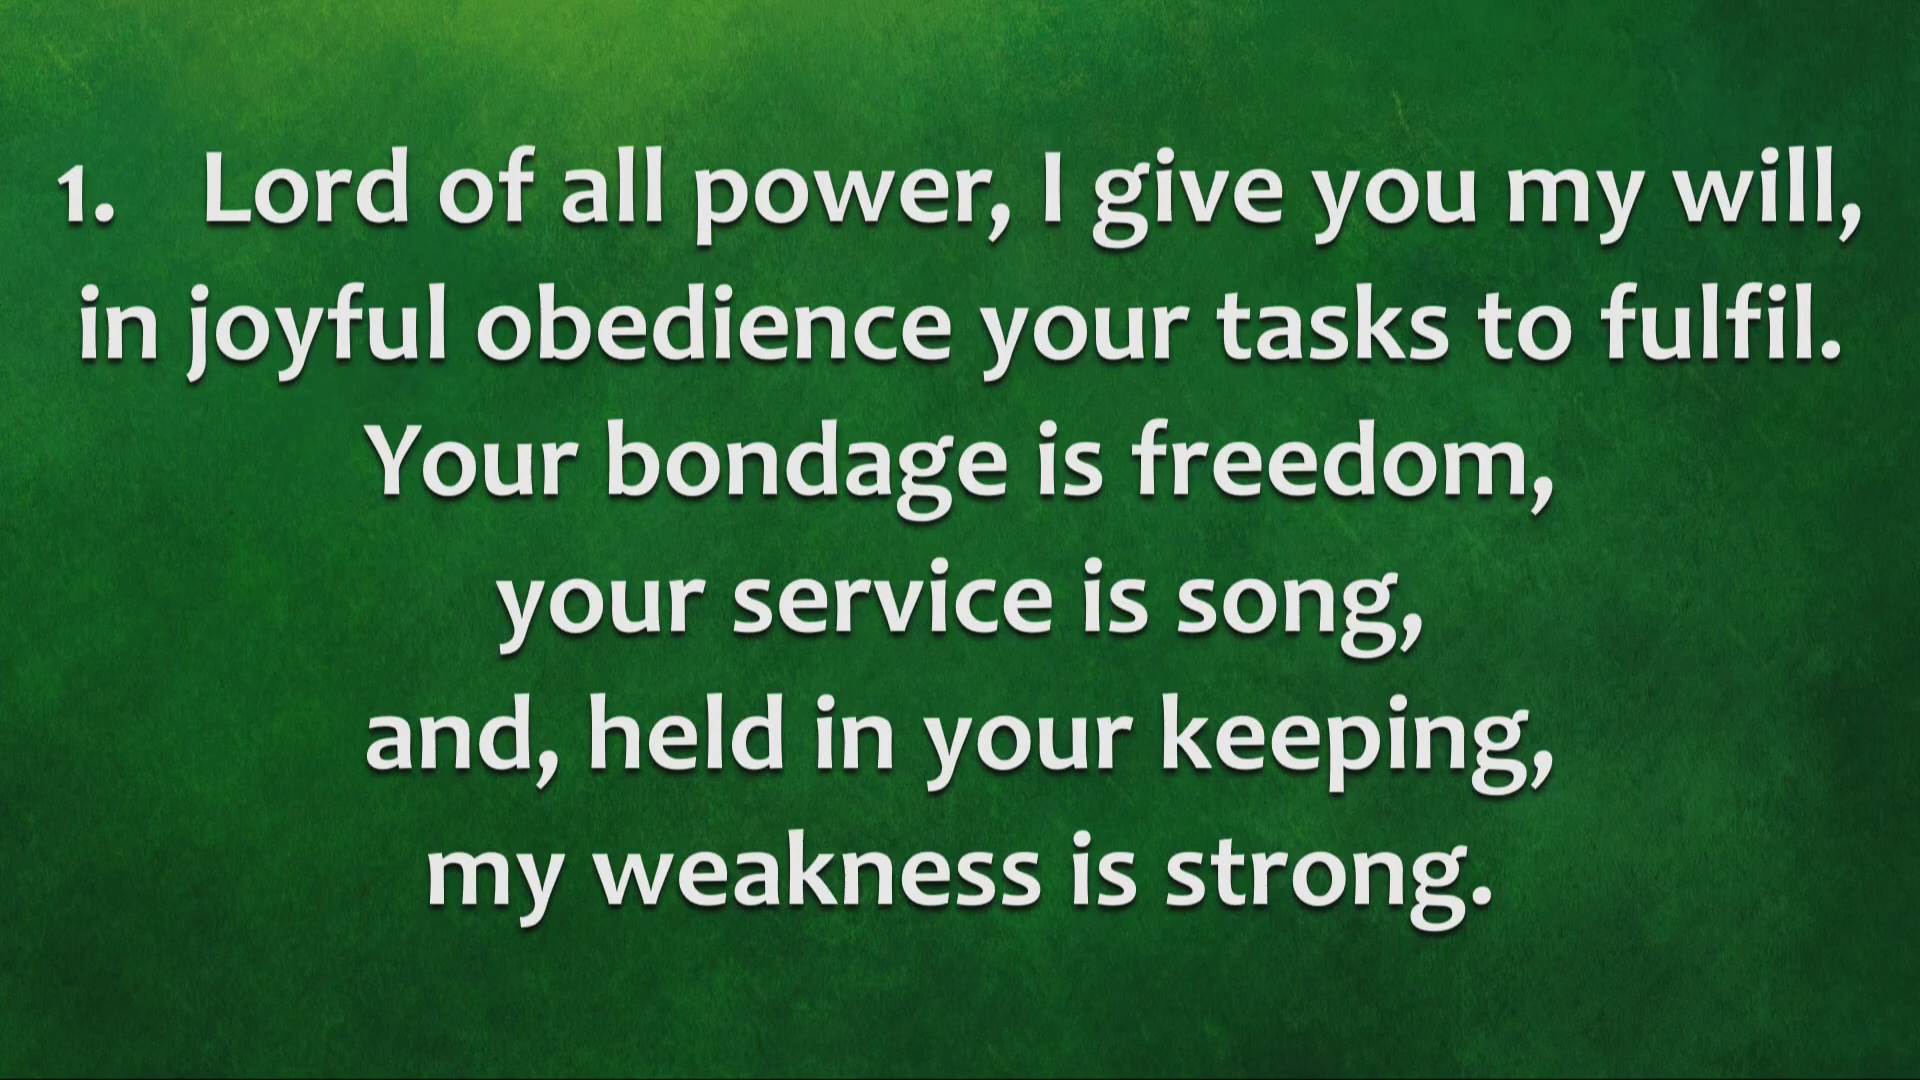 1. Lord of all power, I give you my will,
in joyful obedience your tasks to fulfil.
Your bondage is freedom,
your service is song,
and, held in your keeping,
my weakness is strong.